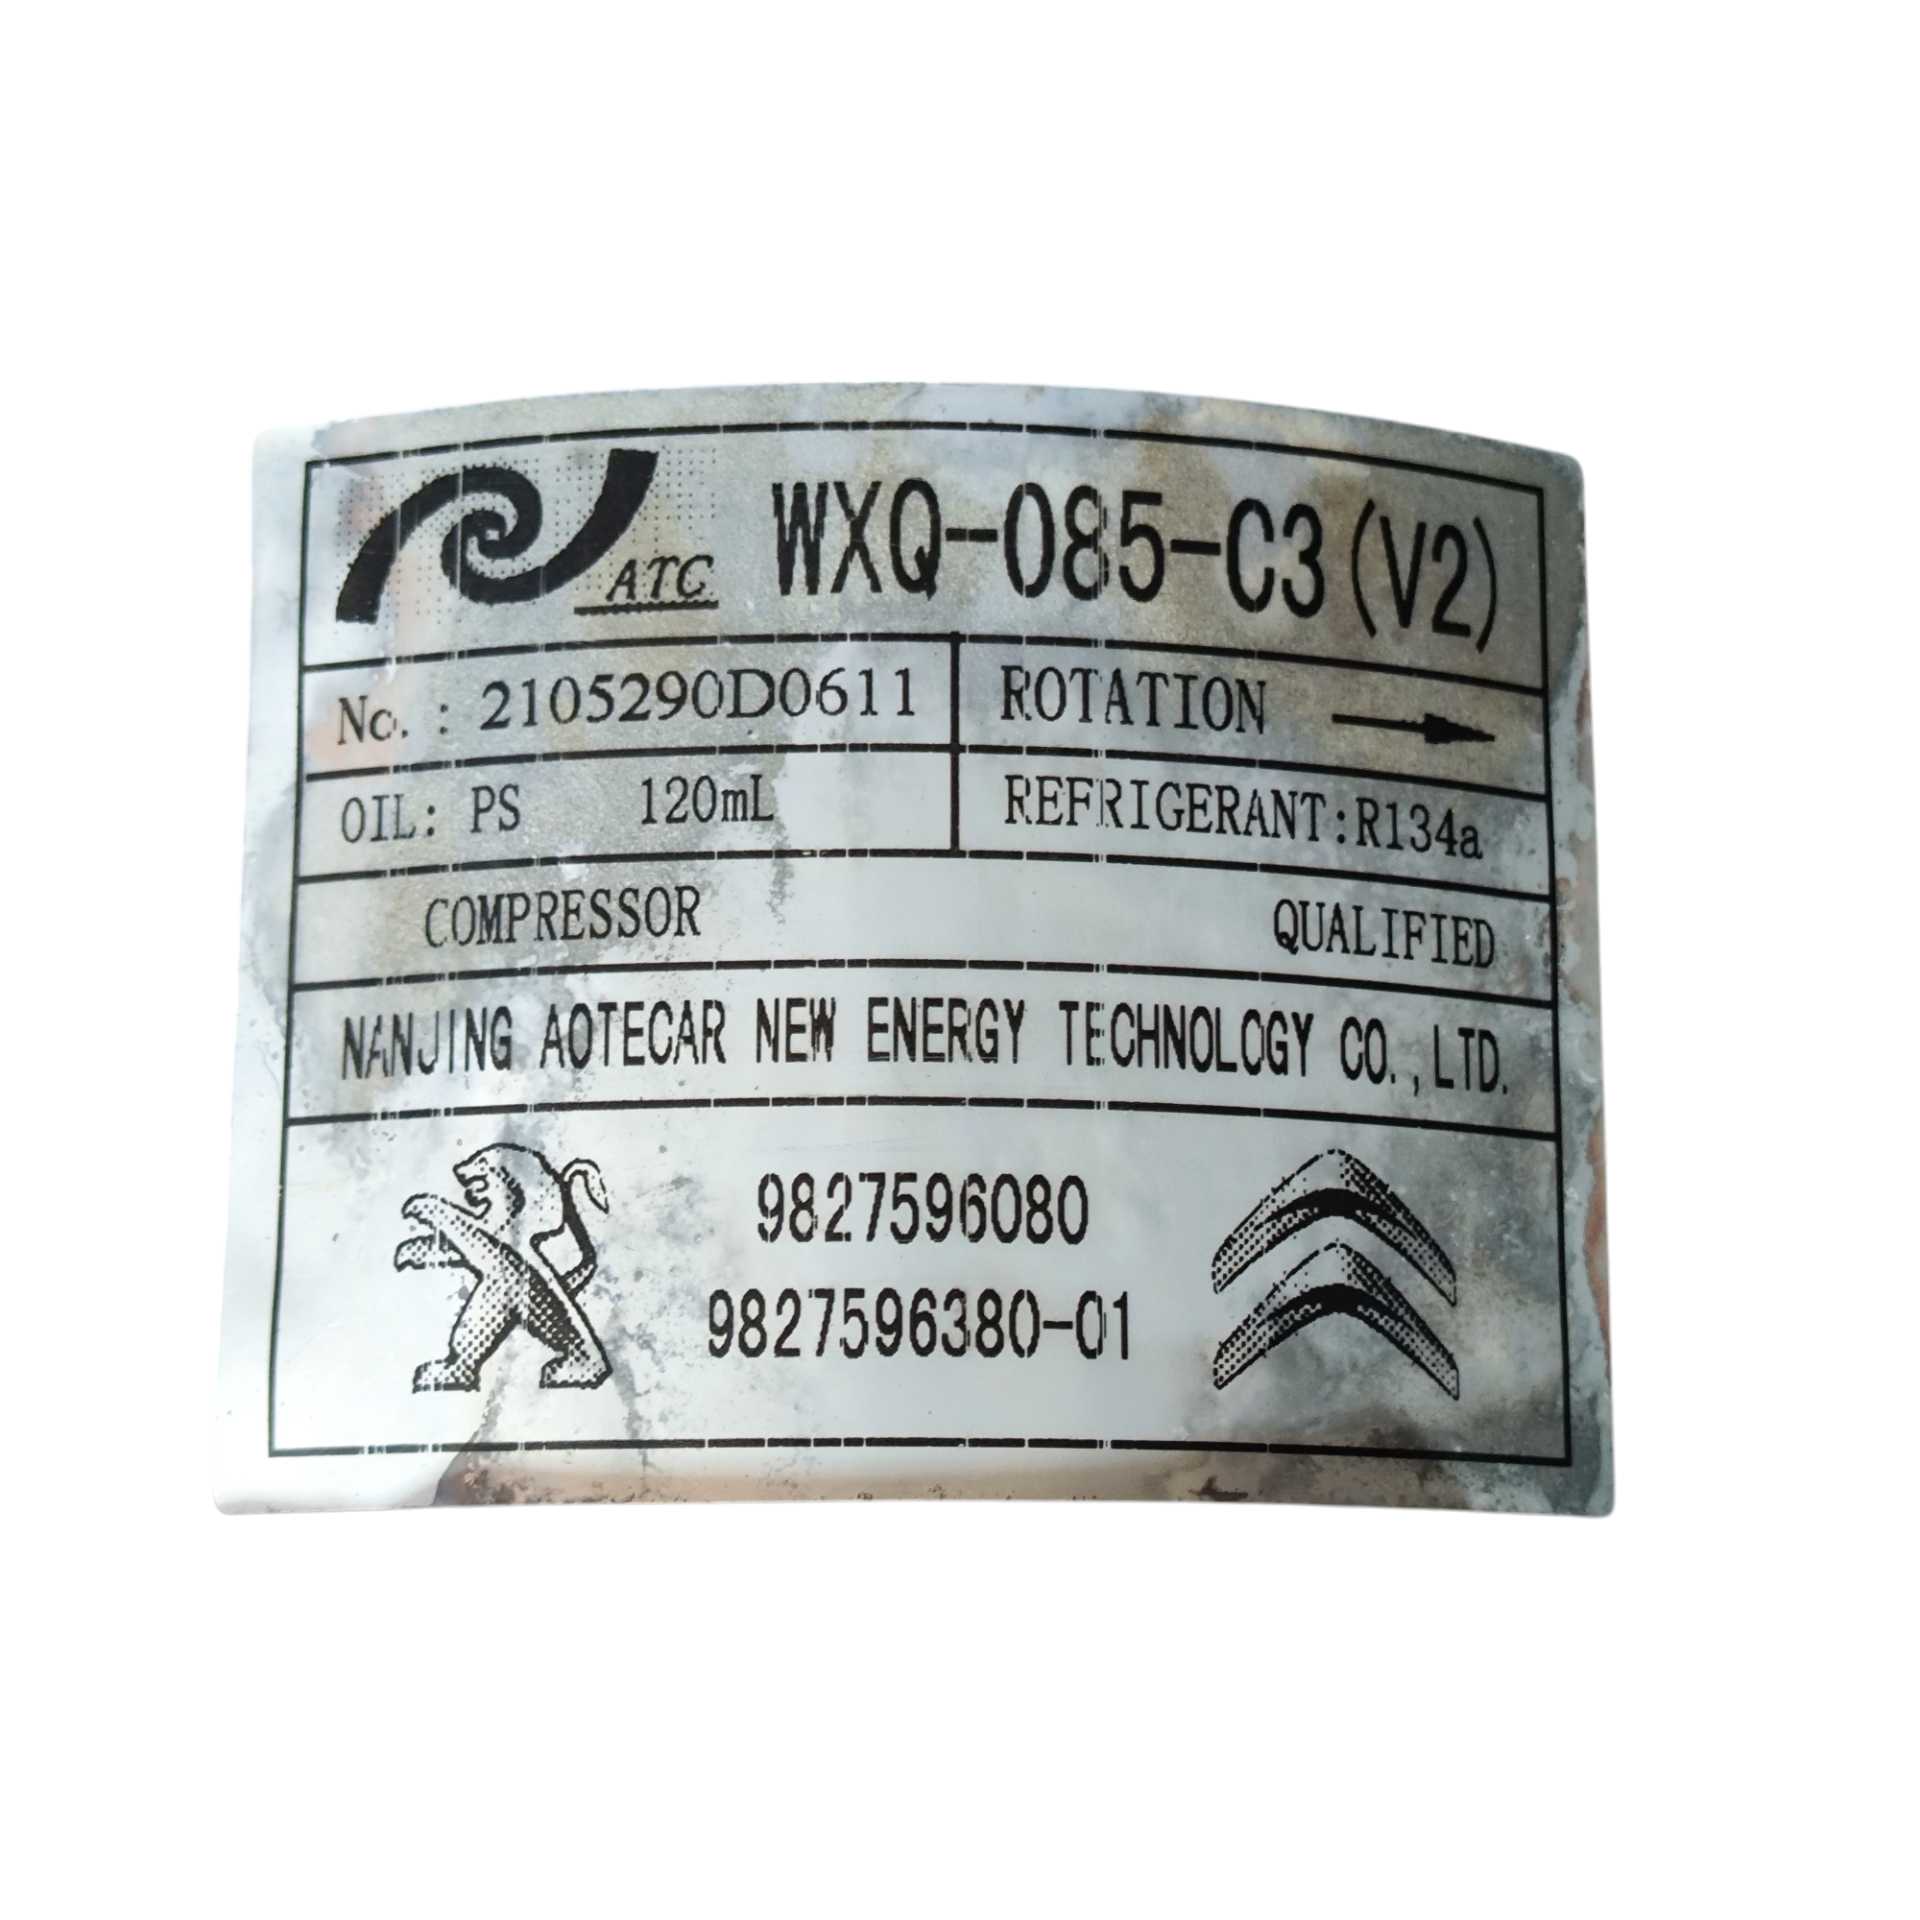 ATC WXQ-085-C3(V2)
No.: 2105290D0611 ROTATION
OIL: PS 120mL REFRIGERANT:R134a
COMPRESSOR QUALIFIED
NANJING AOTECAR NEW ENERGY TECHNOLOGY CO.,LTD.
9827596080
9827596380-01